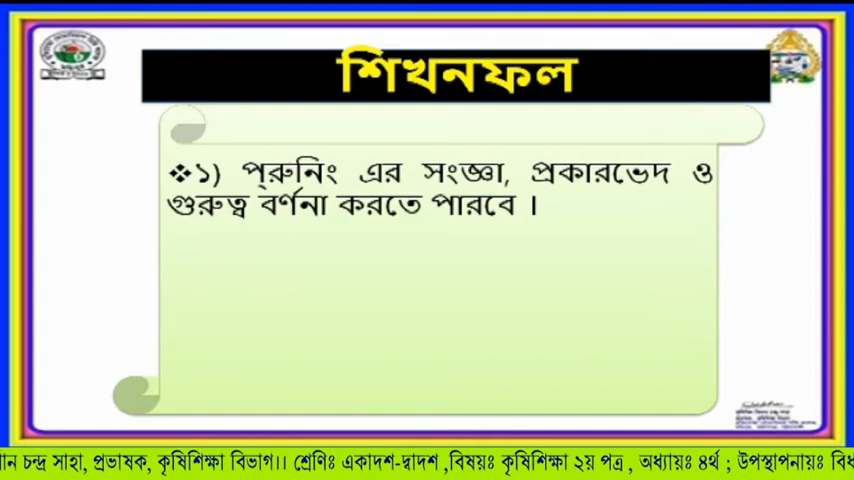 শিখনফল
❖১) প্রুনিং এর সংজ্ঞা, প্রকারভেদ ও
গুরুত্ব বর্ণনা করতে পারবে ।
ান চন্দ্র সাহা, প্রভাষক, কৃষিশিক্ষা বিভাগ।। শ্রেণিঃ একাদশ-দ্বাদশ ,বিষয়ঃ কৃষিশিক্ষা ২য় পত্র , অধ্যায়ঃ ৪র্থ ; উপস্থাপনায়ঃ বিধ